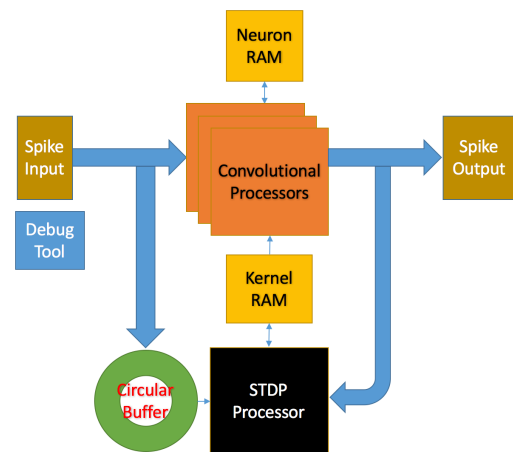 Neuron
RAM
Spike
Input
Convolutional
Processors
Spike
Output
Debug
Tool
Kernel
RAM
Circular
Buffer
STDP
Processor